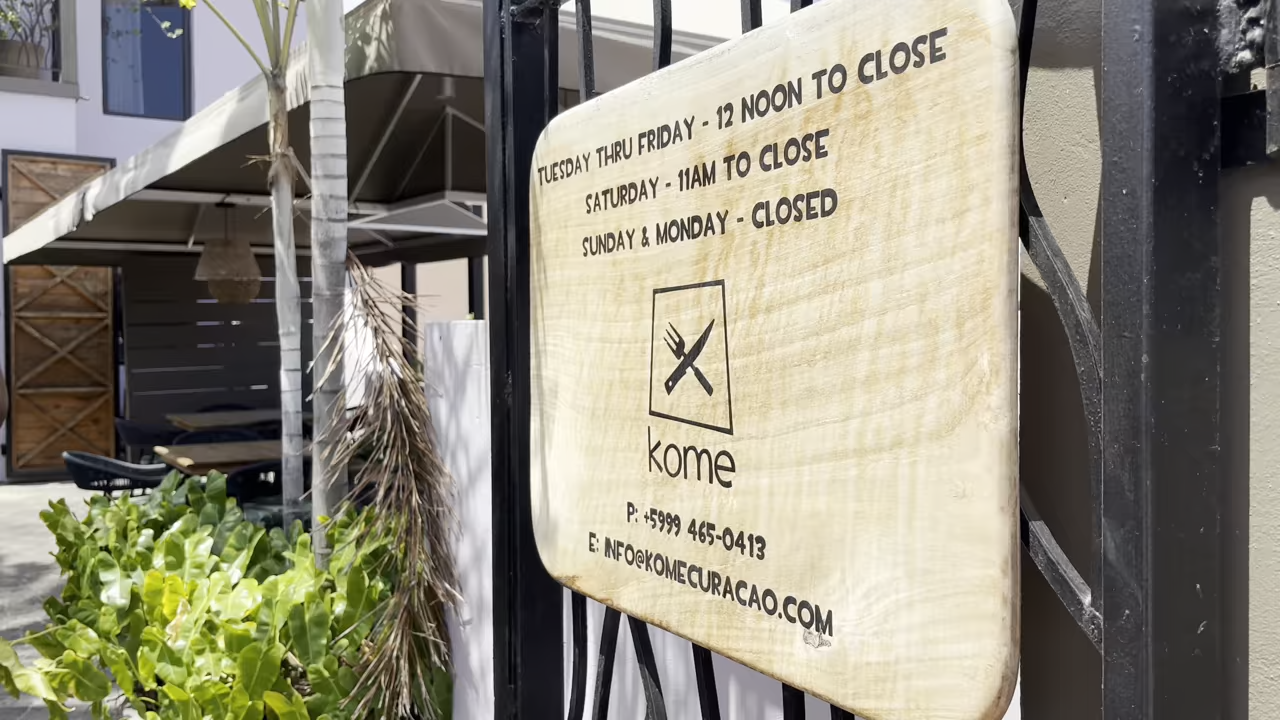 TUESDAY THRU FRIDAY - 12 NOON TO CLOSE
SATURDAY - 11AM TO CLOSE
SUNDAY & MONDAY - CLOSED
kome
P: +5999 465-0413
E: INFO@KOMECURACAO.COM